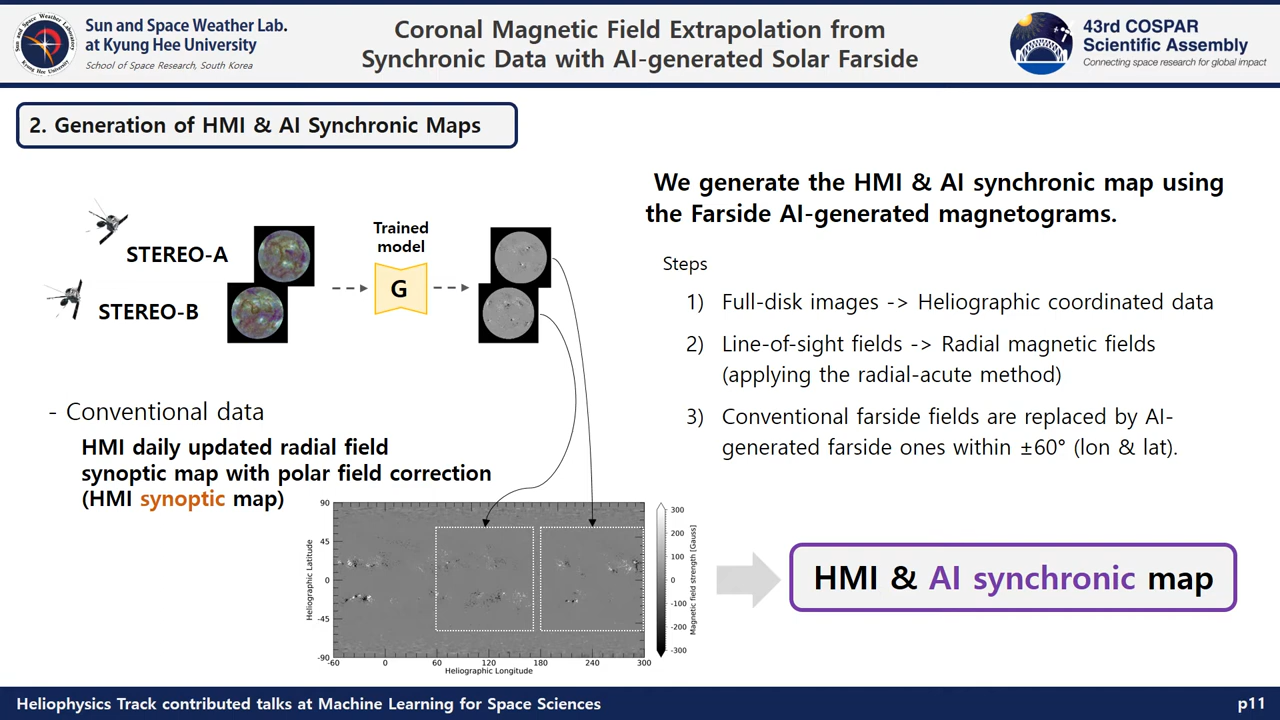 Sun and Space Weather Lab.
at Kyung Hee University
School of Space Research, South Korea
Coronal Magnetic Field Extrapolation from
Synchronic Data with AI-generated Solar Farside
43rd COSPAR
Scientific Assembly
Connecting space research for global impact
2. Generation of HMI & AI Synchronic Maps
STEREO-A
STEREO-B
Trained
model
G
We generate the HMI & AI synchronic map using
the Farside AI-generated magnetograms.
Steps
1) Full-disk images -> Heliographic coordinated data
2) Line-of-sight fields -> Radial magnetic fields
(applying the radial-acute method)
3) Conventional farside fields are replaced by AI-
generated farside ones within ±60° (lon & lat).
- Conventional data
HMI daily updated radial field
synoptic map with polar field correction
(HMI synoptic map)
90
45
0
-45
-90
Heliographic Latitude
-60 0 60 120 180 240 300
Heliographic Longitude
300
200
100
0
-100
-200
-300
Magnetic field strength [Gauss]
HMI & AI synchronic map
Heliophysics Track contributed talks at Machine Learning for Space Sciences
p11